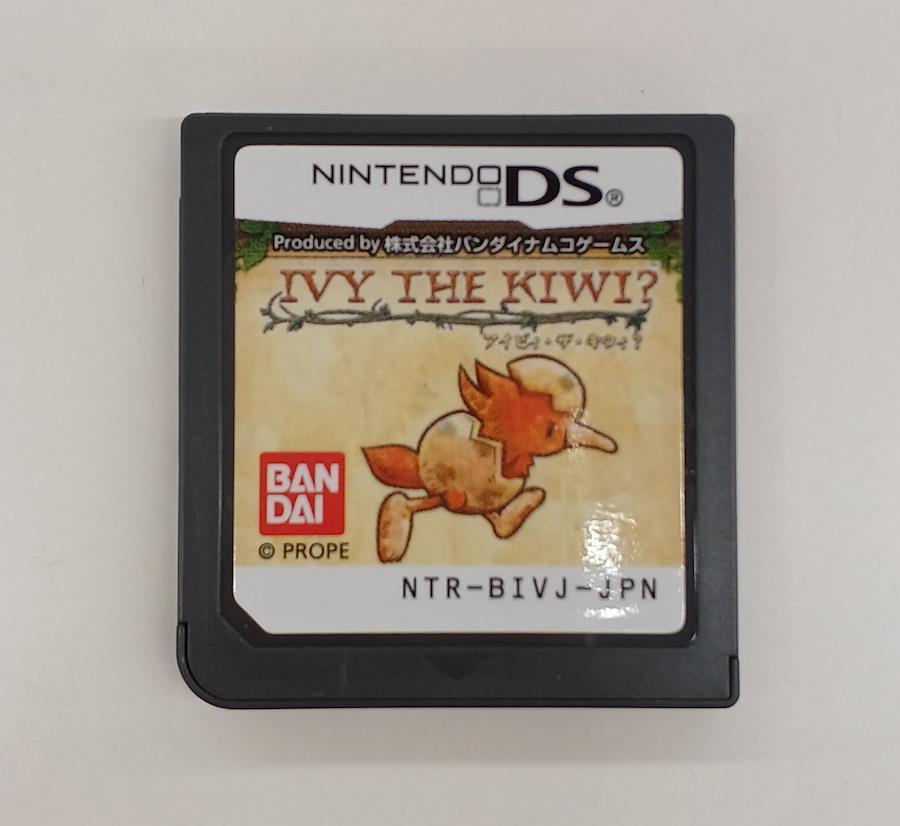 NINTENDO DS®
Produced by 株式会社バンダイナムコゲームス
IVY THE KIWI?™
アイビィ・ザ・キウィ?
BAN
DAI
© PROPE
NTR-BIVJ-JPN